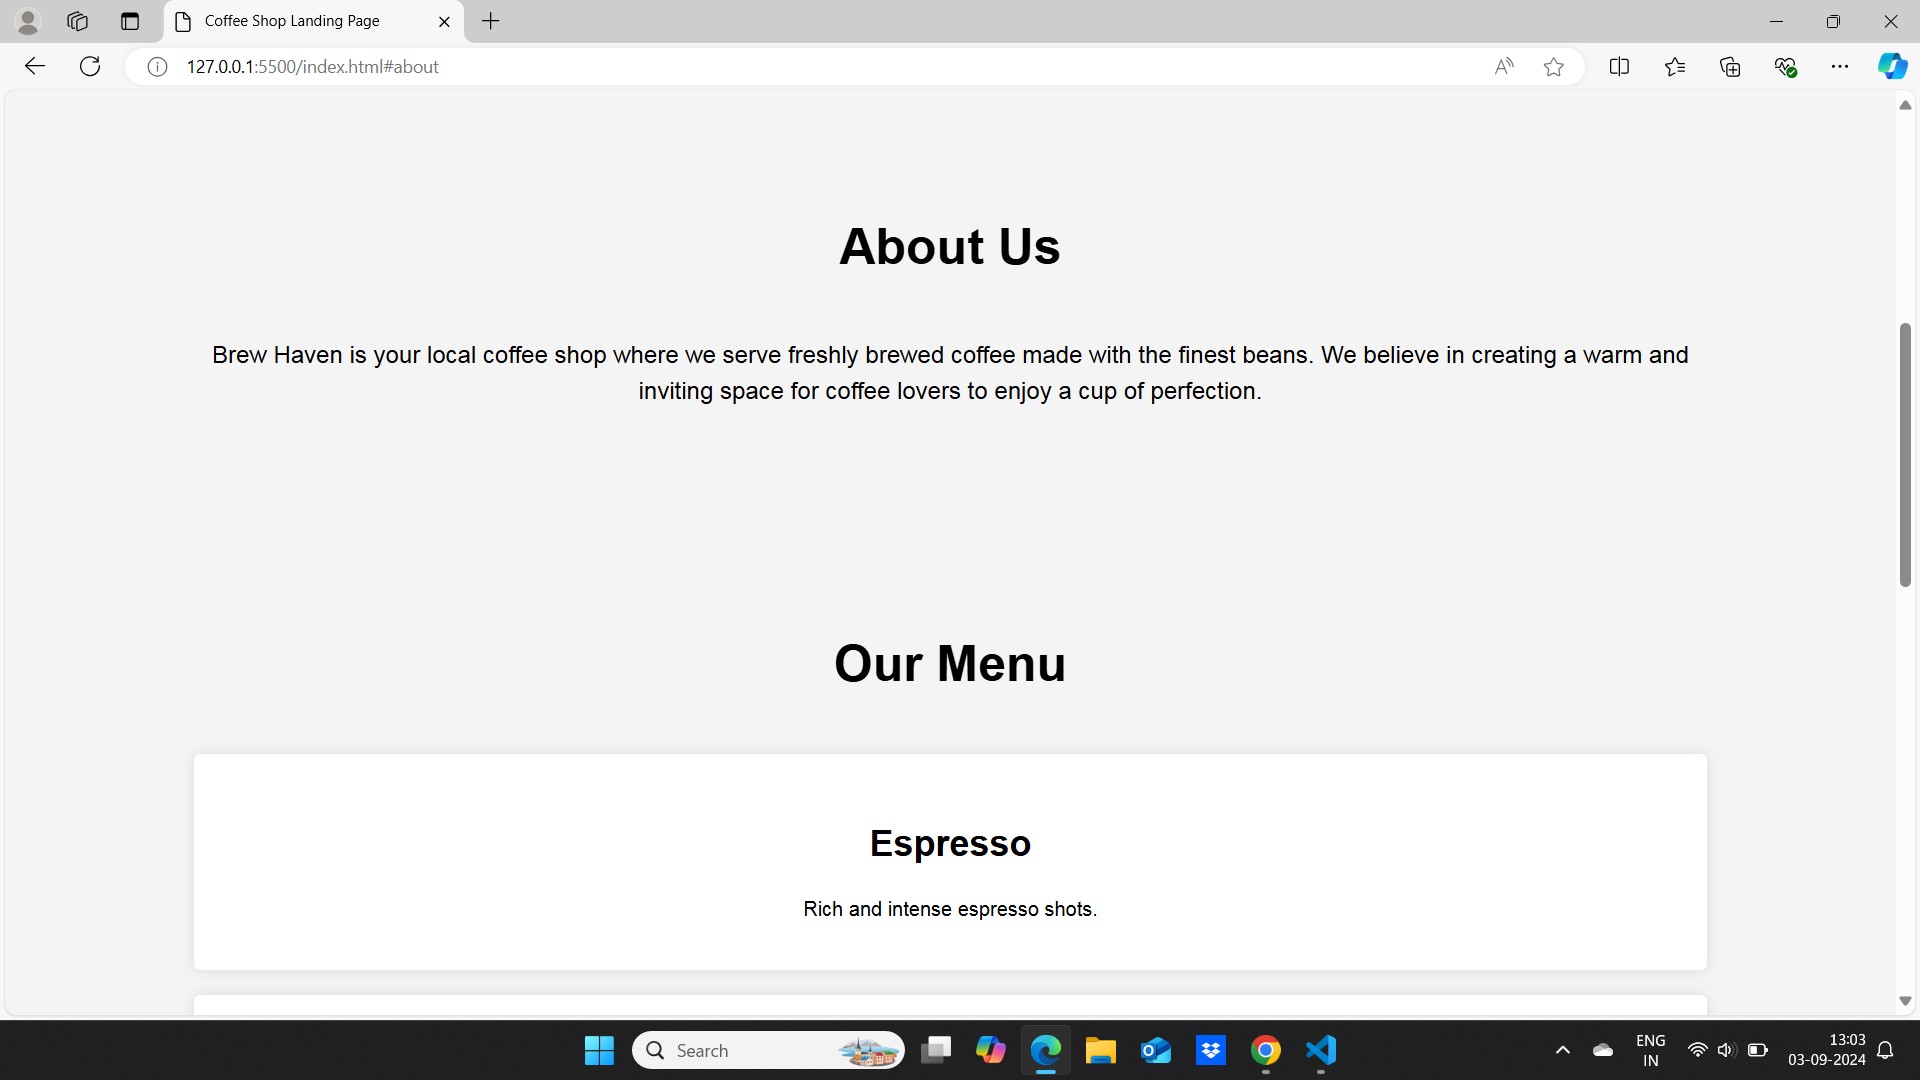 Coffee Shop Landing Page
127.0.0.1:5500/index.html#about
About Us
Brew Haven is your local coffee shop where we serve freshly brewed coffee made with the finest beans. We believe in creating a warm and
inviting space for coffee lovers to enjoy a cup of perfection.
Our Menu
Espresso
Rich and intense espresso shots.
Search
ENG
IN
13:03
03-09-2024